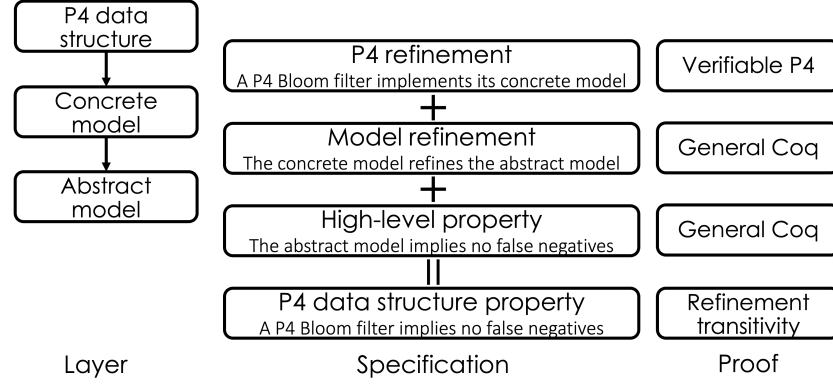 P4 data
structure
Concrete
model
Abstract
model
Layer
P4 refinement
A P4 Bloom filter implements its concrete model
+
Model refinement
The concrete model refines the abstract model
+
High-level property
The abstract model implies no false negatives
=
P4 data structure property
A P4 Bloom filter implies no false negatives
Specification
Verifiable P4
General Coq
General Coq
Refinement
transitivity
Proof